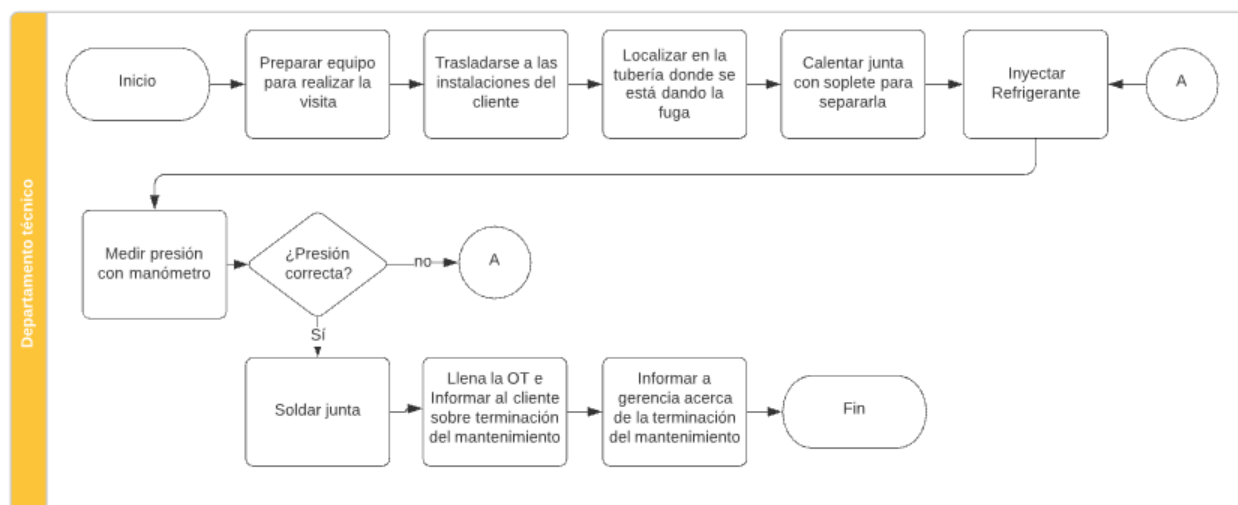 Departamento técnico
Inicio
Preparar equipo
para realizar la
visita
Trasladarse a las
instalaciones del
cliente
Localizar en la
tubería donde se
está dando la
fuga
Calentar junta
con soplete para
separarla
Inyectar
Refrigerante
A
Medir presión
con manómetro
¿Presión
correcta?
no
A
Sí
Soldar junta
Llena la OT e
Informar al cliente
sobre terminación
del mantenimiento
Informar a
gerencia acerca
de la terminación
del mantenimiento
Fin